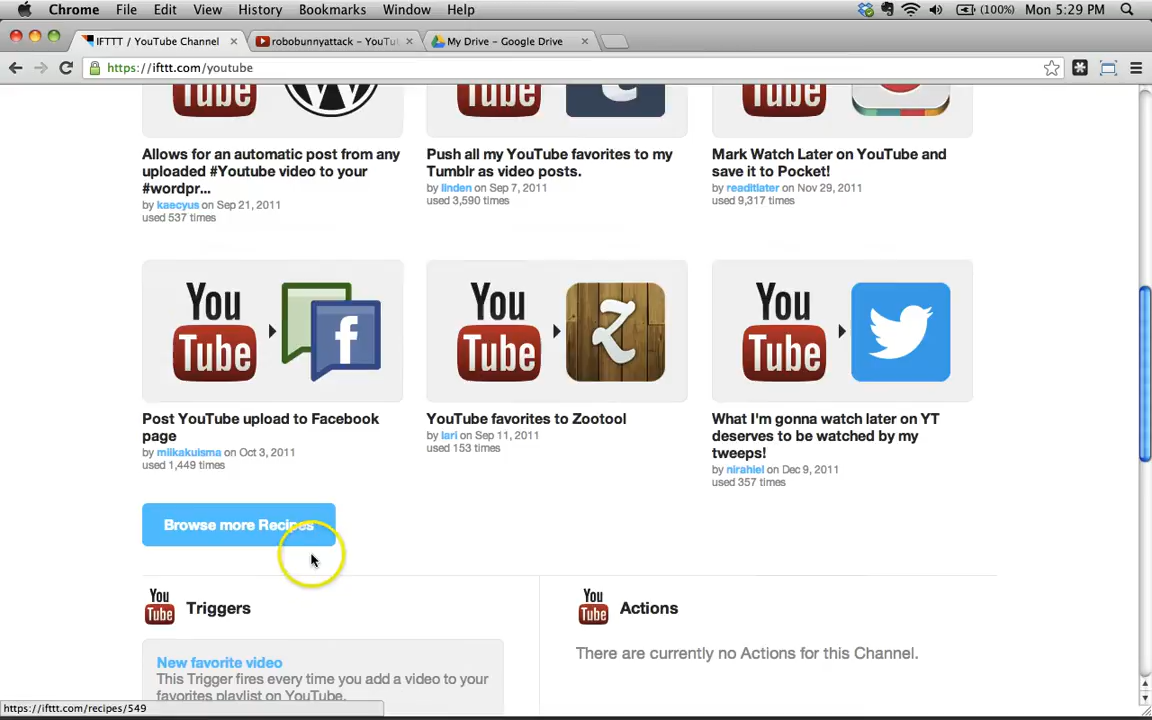 Chrome File Edit View History Bookmarks Window Help (100%) Mon 5:29 PM
IFTTT / YouTube Channel robobunnyattack – YouTu My Drive – Google Drive
https://ifttt.com/youtube
Tube Tube Tube
Allows for an automatic post from any
uploaded #Youtube video to your
#wordpr...
by kaecyus on Sep 21, 2011
used 537 times
Push all my YouTube favorites to my
Tumblr as video posts.
by linden on Sep 7, 2011
used 3,590 times
Mark Watch Later on YouTube and
save it to Pocket!
by readitlater on Nov 29, 2011
used 9,317 times
You
Tube
You
Tube
You
Tube
Post YouTube upload to Facebook
page
by miikakuisma on Oct 3, 2011
used 1,449 times
YouTube favorites to Zootool
by lari on Sep 11, 2011
used 153 times
What I'm gonna watch later on YT
deserves to be watched by my
tweeps!
by nirahiel on Dec 9, 2011
used 357 times
Browse more Recipes
You
Tube
Triggers
You
Tube
Actions
New favorite video
This Trigger fires every time you add a video to your
favorites playlist on YouTube.
There are currently no Actions for this Channel.
https://ifttt.com/recipes/549